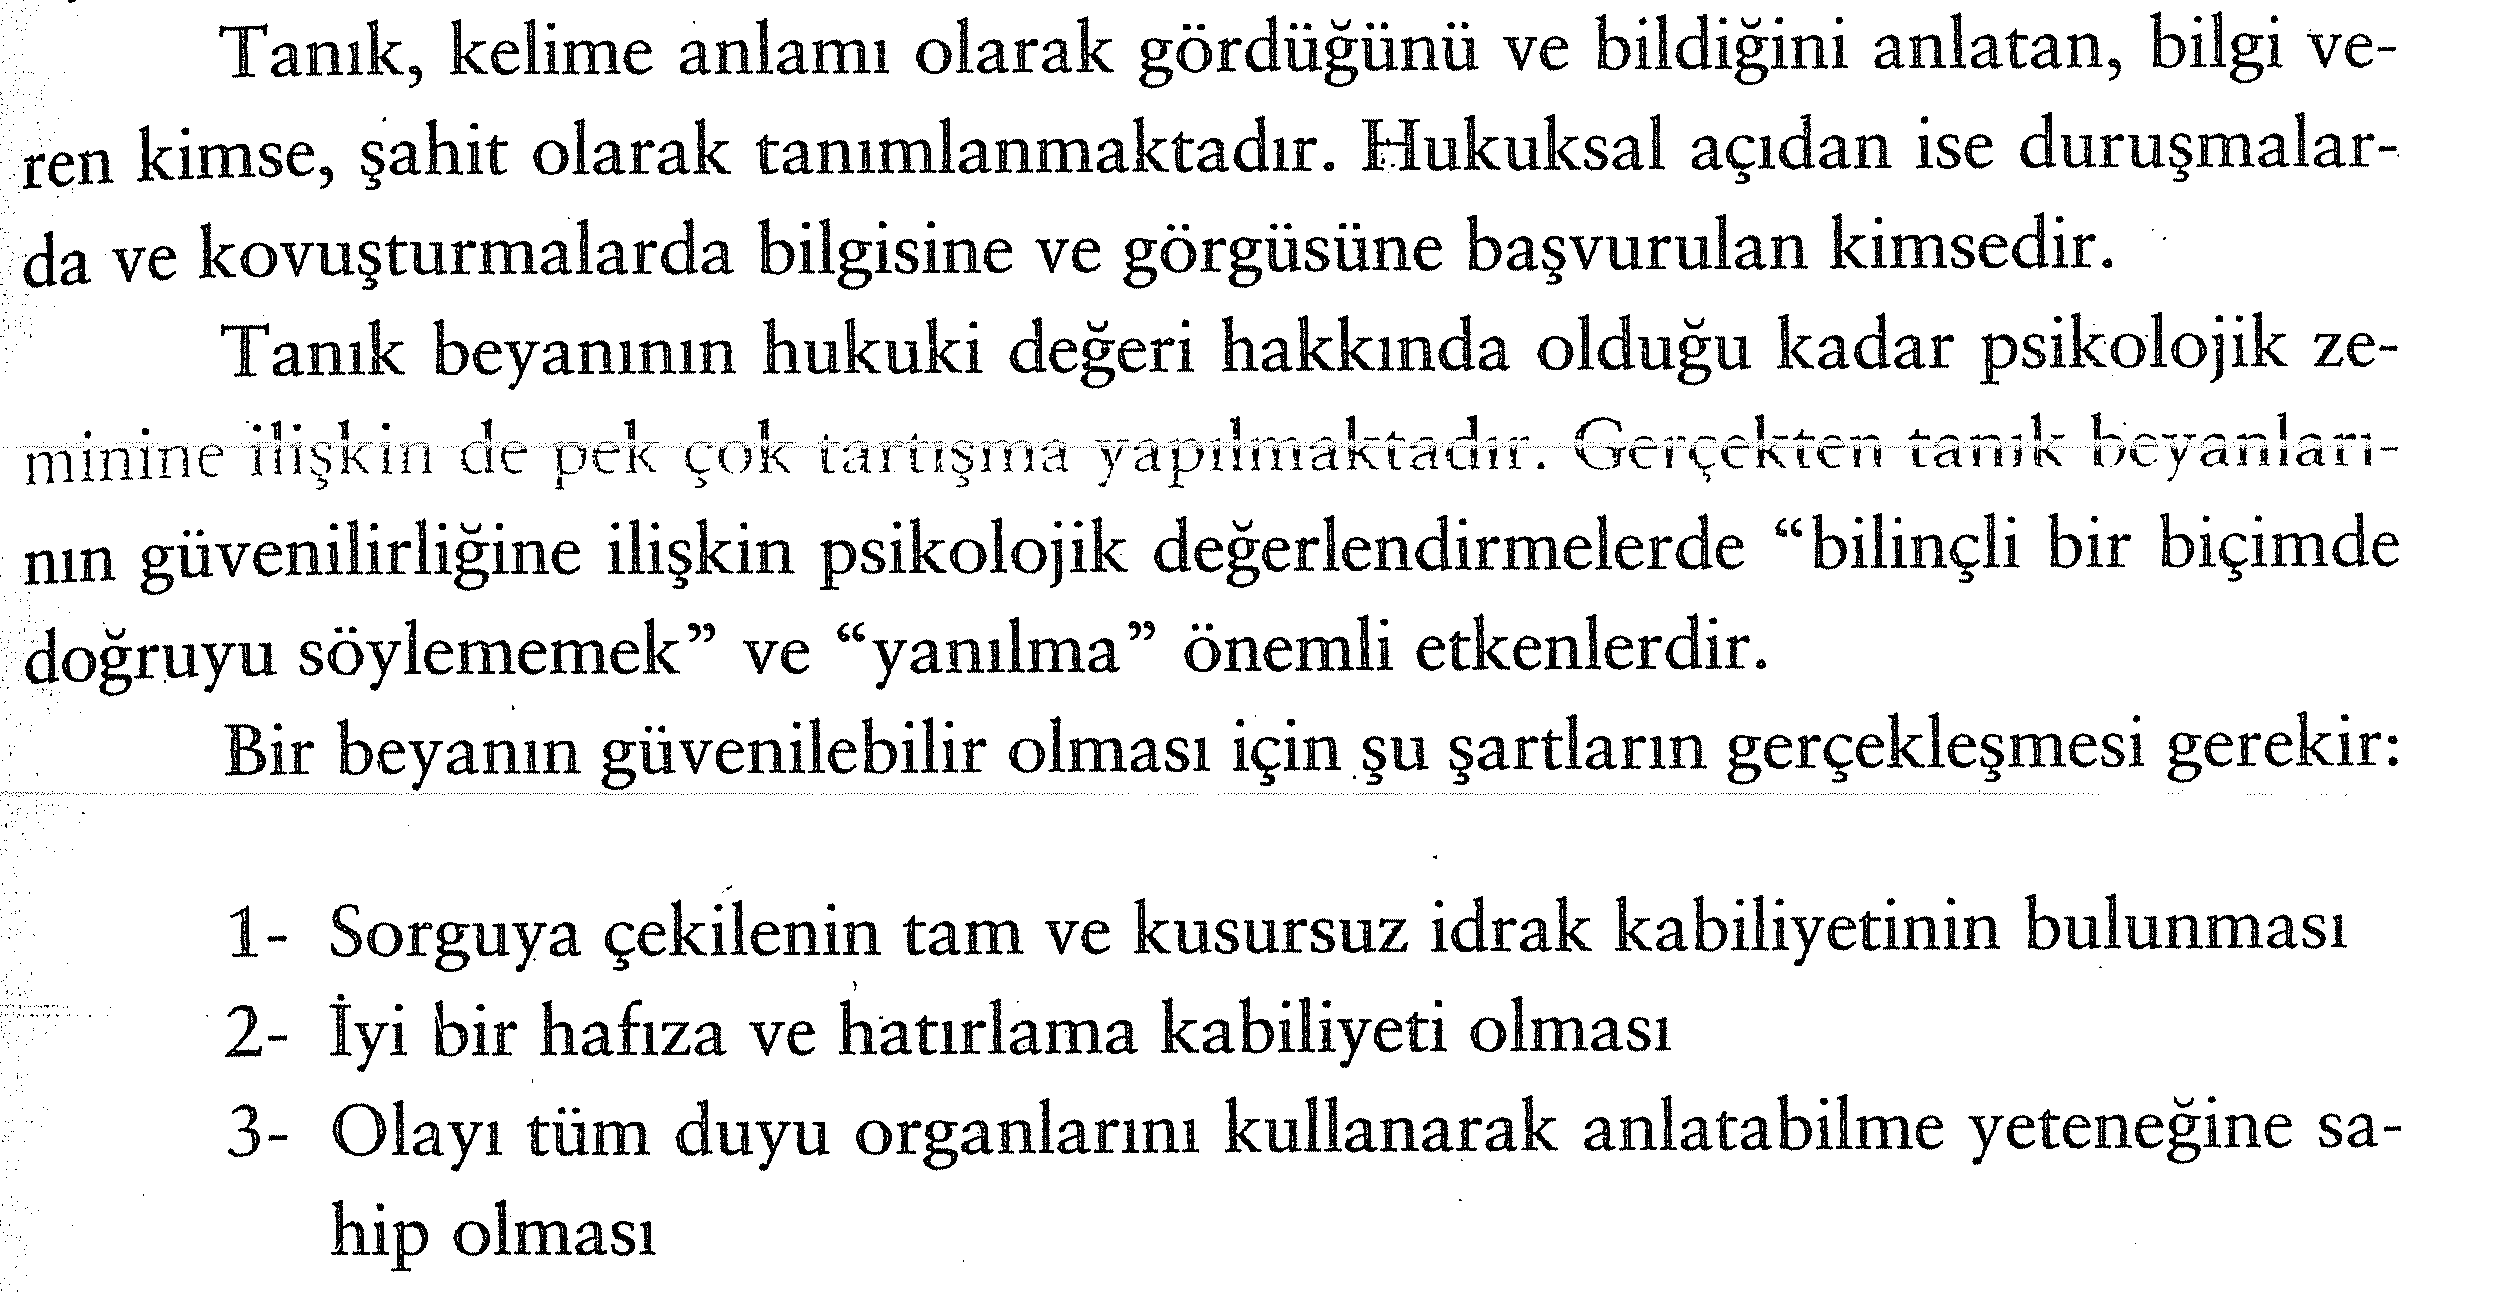 Tanık, kelime anlamı olarak gördüğünü ve bildiğini anlatan, bilgi ve-
ren kimse, şahit olarak tanımlanmaktadır. Hukuksal açıdan ise duruşmalar-
da ve kovuşturmalarda bilgisine ve görgüsüne başvurulan kimsedir.
Tanık beyanının hukuki değeri hakkında olduğu kadar psikolojik ze-
minine ilişkin de pek çok tartışma yapılmaktadır. Gerçekten tanık beyanları-
nın güvenilirliğine ilişkin psikolojik değerlendirmelerde “bilinçli bir biçimde
doğruyu söylememek” ve “yanılma” önemli etkenlerdir.
Bir beyanın güvenilebilir olması için şu şartların gerçekleşmesi gerekir:
1- Sorguya çekilenin tam ve kusursuz idrak kabiliyetinin bulunması
2- İyi bir hafıza ve hatırlama kabiliyeti olması
3- Olayı tüm duyu organlarını kullanarak anlatabilme yeteneğine sa-
hip olması